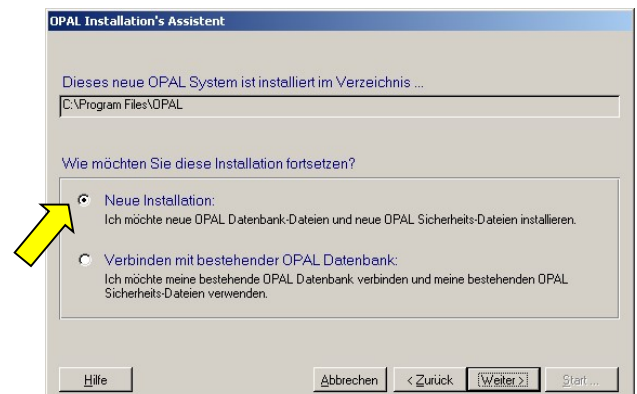 OPAL Installation's Assistent
Dieses neue OPAL System ist installiert im Verzeichnis ...
C:\Program Files\OPAL
Wie möchten Sie diese Installation fortsetzen?
Neue Installation:
Ich möchte neue OPAL Datenbank-Dateien und neue OPAL Sicherheits-Dateien installieren.
Verbinden mit bestehender OPAL Datenbank:
Ich möchte meine bestehende OPAL Datenbank verbinden und meine bestehenden OPAL
Sicherheits-Dateien verwenden.
Hilfe Abbrechen < Zurück Weiter > Start ...